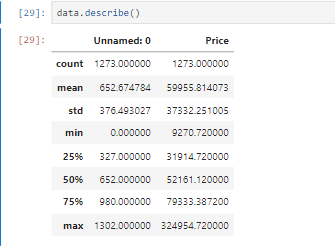 [29]: data.describe()
[29]: Unnamed: 0 Price
count 1273.000000 1273.000000
mean 652.674784 59955.814073
std 376.493027 37332.251005
min 0.000000 9270.720000
25% 327.000000 31914.720000
50% 652.000000 52161.120000
75% 980.000000 79333.387200
max 1302.000000 324954.720000